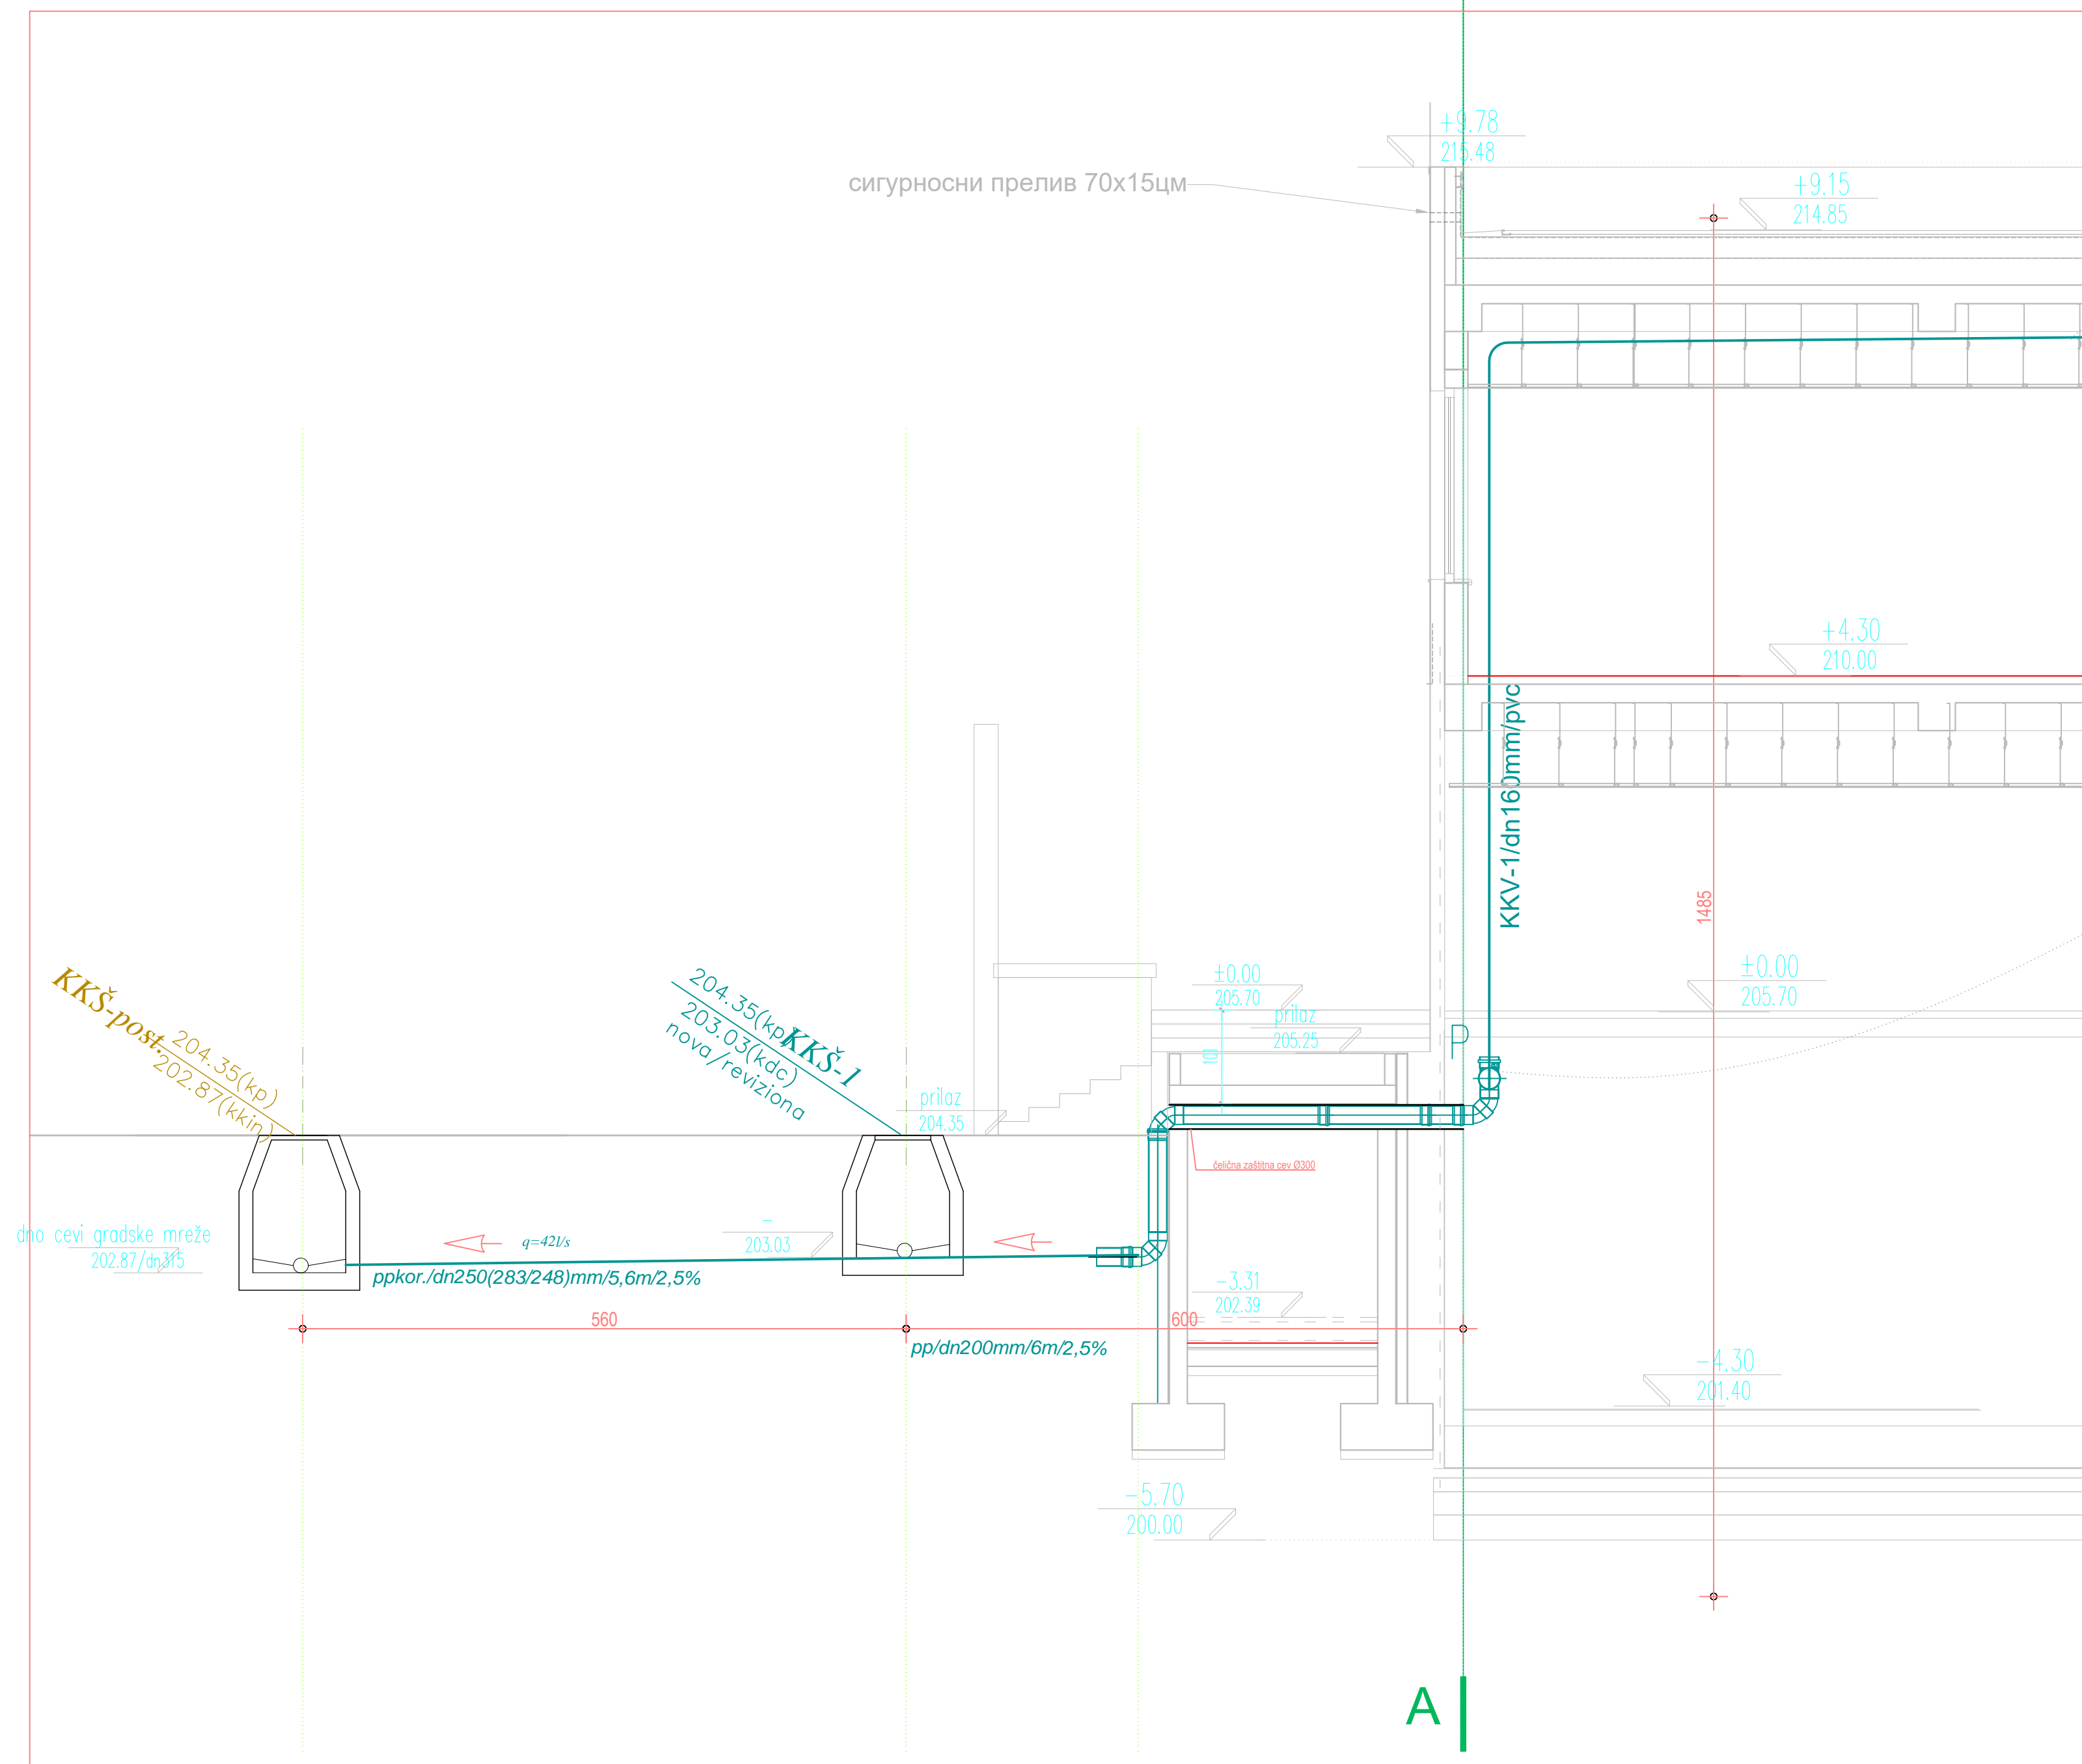 +9.78
215.48
сигурносни прелив 70x15цм
+9.15
214.85
+4.30
210.00
KKV-1/dn160mm/pvc
1485
±0.00
205.70
prilaz
205.25
101
±0.00
205.70
P
KKŠ-post.
204.35(kp)
202.87(kkin)
204.35(kp)
203.03(kdc)
nova/reviziona
KKŠ-1
prilaz
204.35
čelična zaštitna cev Ø300
dno cevi gradske mreže
202.87/dn315
q=42l/s
–
203.03
ppkor./dn250(283/248)mm/5,6m/2,5%
-3.31
202.39
560
600
pp/dn200mm/6m/2,5%
-4.30
201.40
-5.70
200.00
A